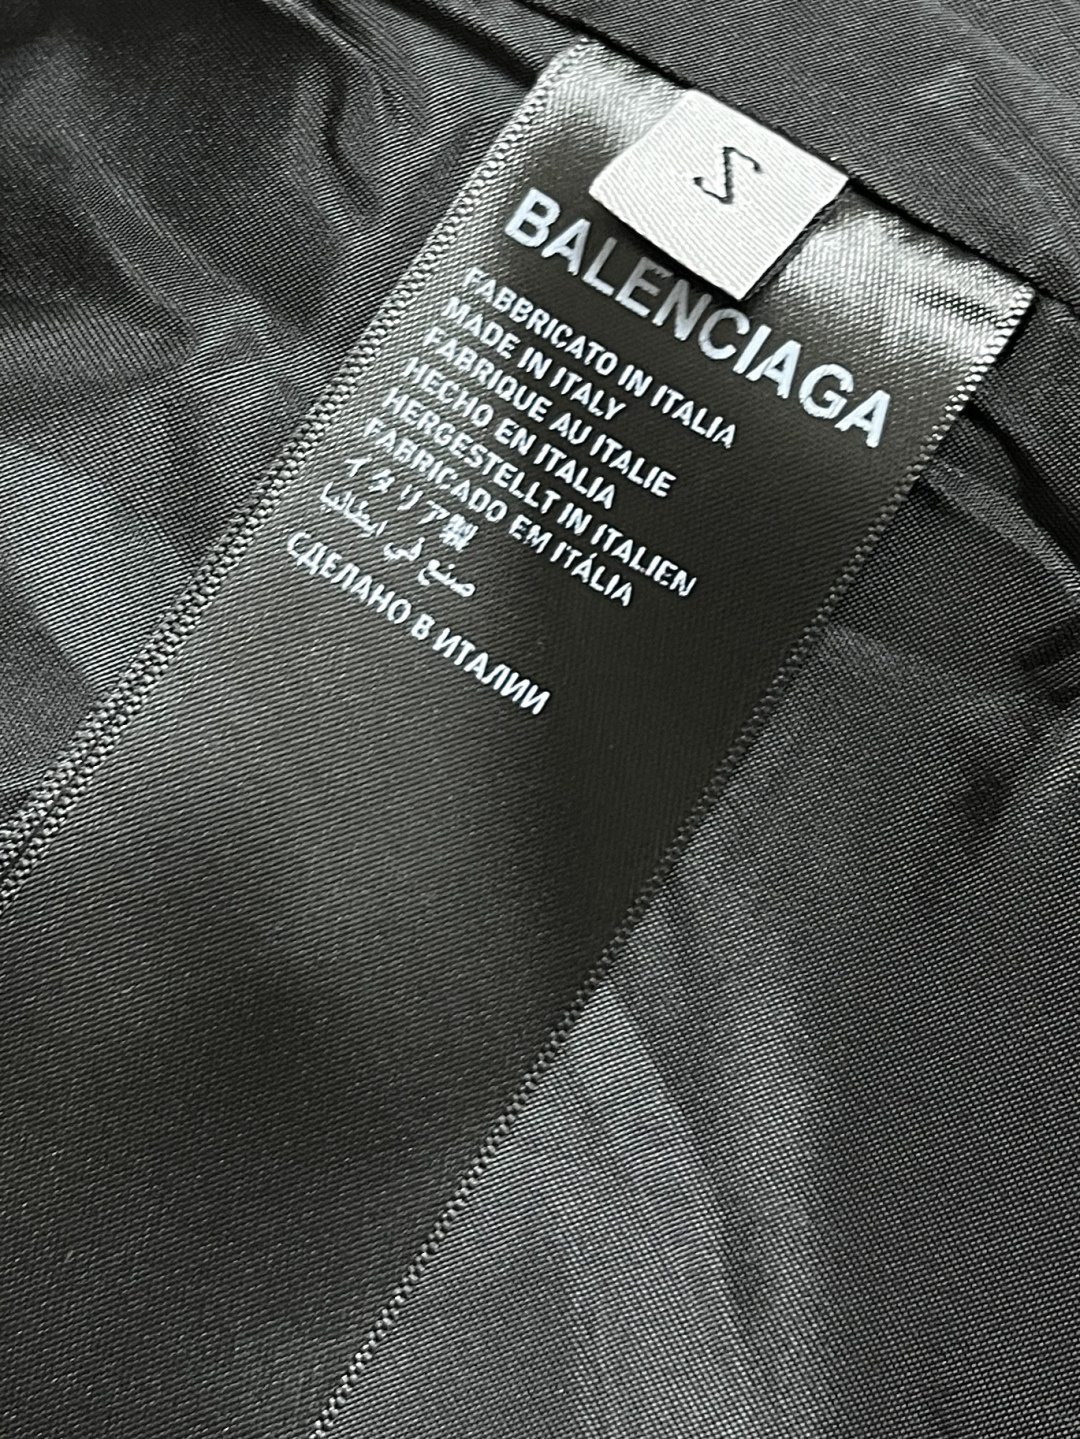 S
BALENCIAGA
FABBRICATO IN ITALIA
MADE IN ITALY
FABRIQUE AU ITALIE
HECHO EN ITALIA
HERGESTELLT IN ITALIEN
FABRICADO EM ITÁLIA
イタリア製
صنع في ايطاليا
СДЕЛАНО В ИТАЛИИ